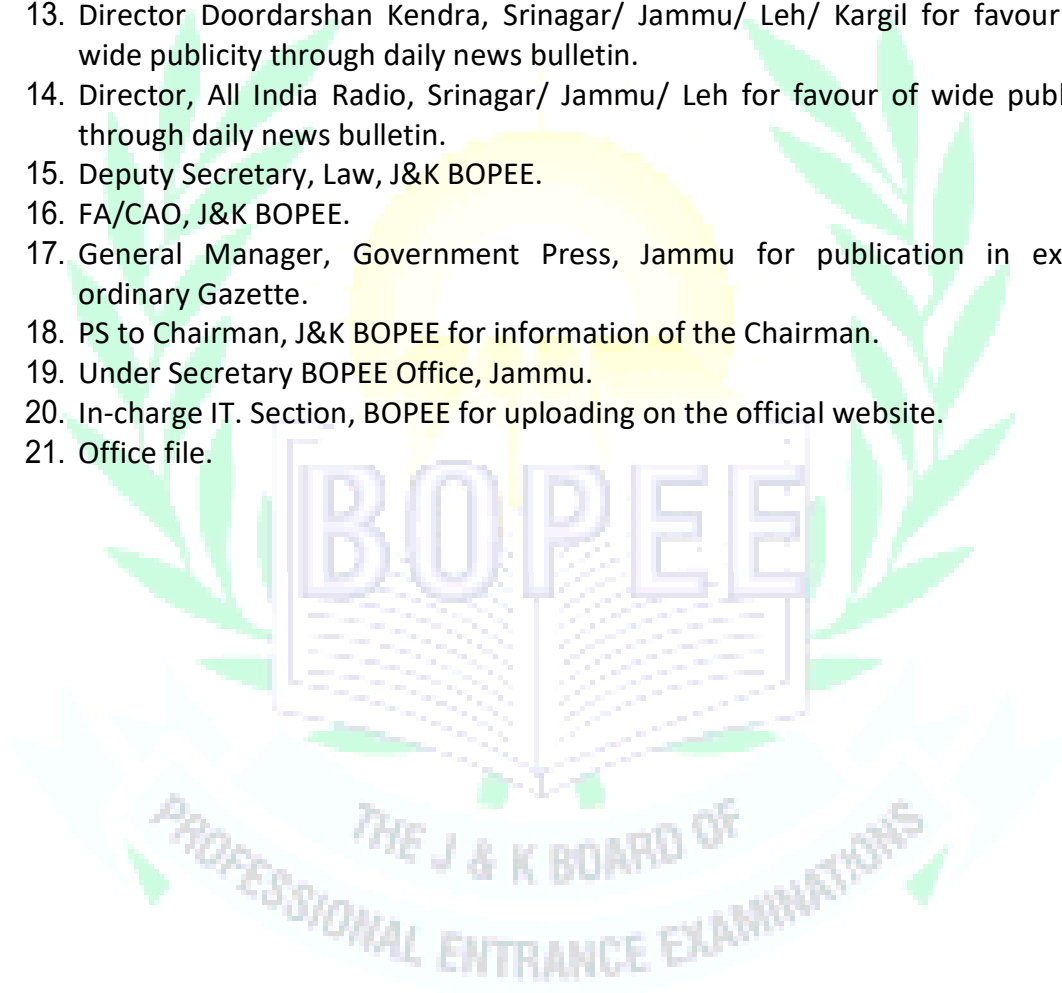 13. Director Doordarshan Kendra, Srinagar/ Jammu/ Leh/ Kargil for favour
wide publicity through daily news bulletin.
14. Director, All India Radio, Srinagar/ Jammu/ Leh for favour of wide publ
through daily news bulletin.
15. Deputy Secretary, Law, J&K BOPEE.
16. FA/CAO, J&K BOPEE.
17. General Manager, Government Press, Jammu for publication in ex
ordinary Gazette.
18. PS to Chairman, J&K BOPEE for information of the Chairman.
19. Under Secretary BOPEE Office, Jammu.
20. In-charge IT. Section, BOPEE for uploading on the official website.
21. Office file.
BOPEE
THE J & K BOARD OF
PROFESSIONAL ENTRANCE EXAMINATIONS